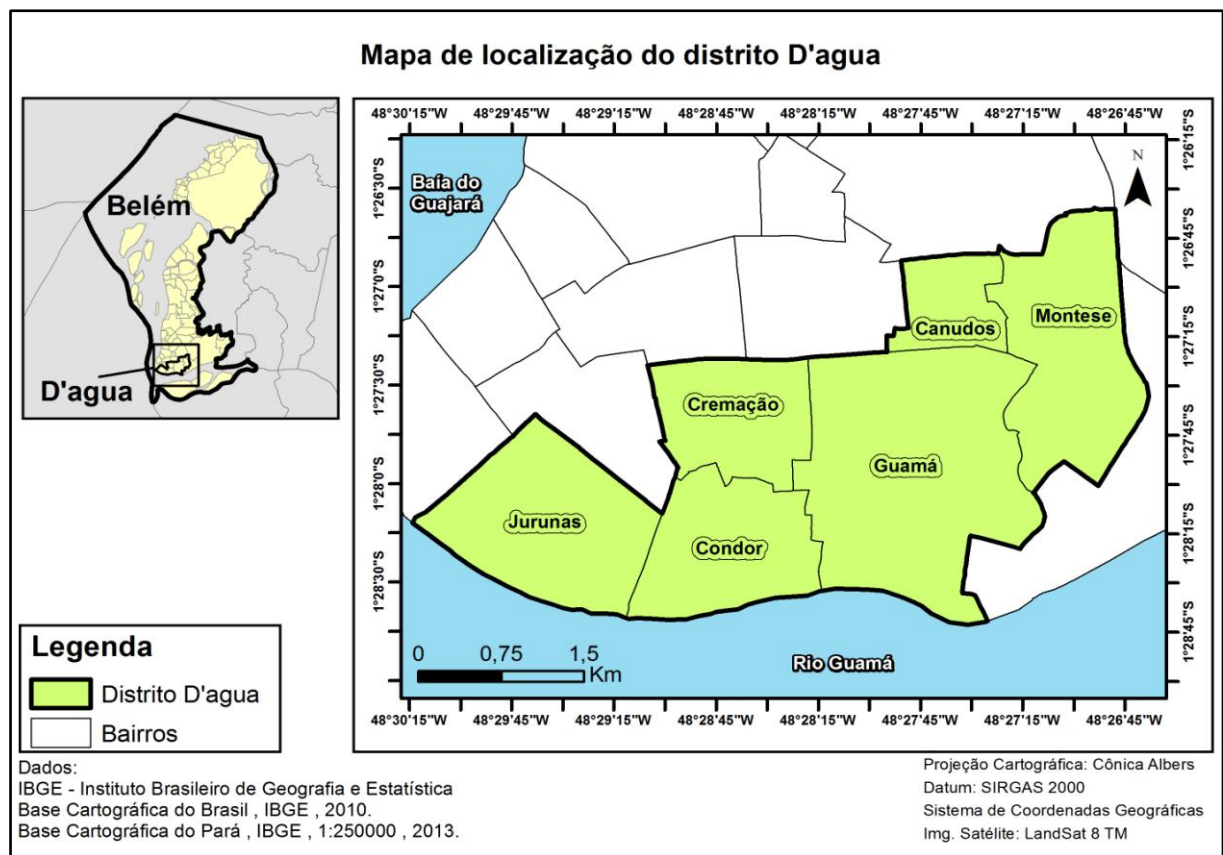 Mapa de localização do distrito D'agua
Belém
D'agua
48°30'15"W 48°29'45"W 48°29'15"W 48°28'45"W 48°28'15"W 48°27'45"W 48°27'15"W 48°26'45"W
1°26'30"S
1°27'0"S
1°27'30"S
1°28'0"S
1°28'30"S
Baía do
Guajará
N
Canudos
Montese
Cremação
Guamá
Jurunas
Condor
Rio Guamá
0 0,75 1,5
Km
1°26'15"S
1°26'45"S
1°27'15"S
1°27'45"S
1°28'15"S
1°28'45"S
48°30'15"W 48°29'45"W 48°29'15"W 48°28'45"W 48°28'15"W 48°27'45"W 48°27'15"W 48°26'45"W
Legenda
Distrito D'agua
Bairros
Dados:
IBGE - Instituto Brasileiro de Geografia e Estatística
Base Cartográfica do Brasil , IBGE , 2010.
Base Cartográfica do Pará , IBGE , 1:250000 , 2013.
Projeção Cartográfica: Cônica Albers
Datum: SIRGAS 2000
Sistema de Coordenadas Geográficas
Img. Satélite: LandSat 8 TM